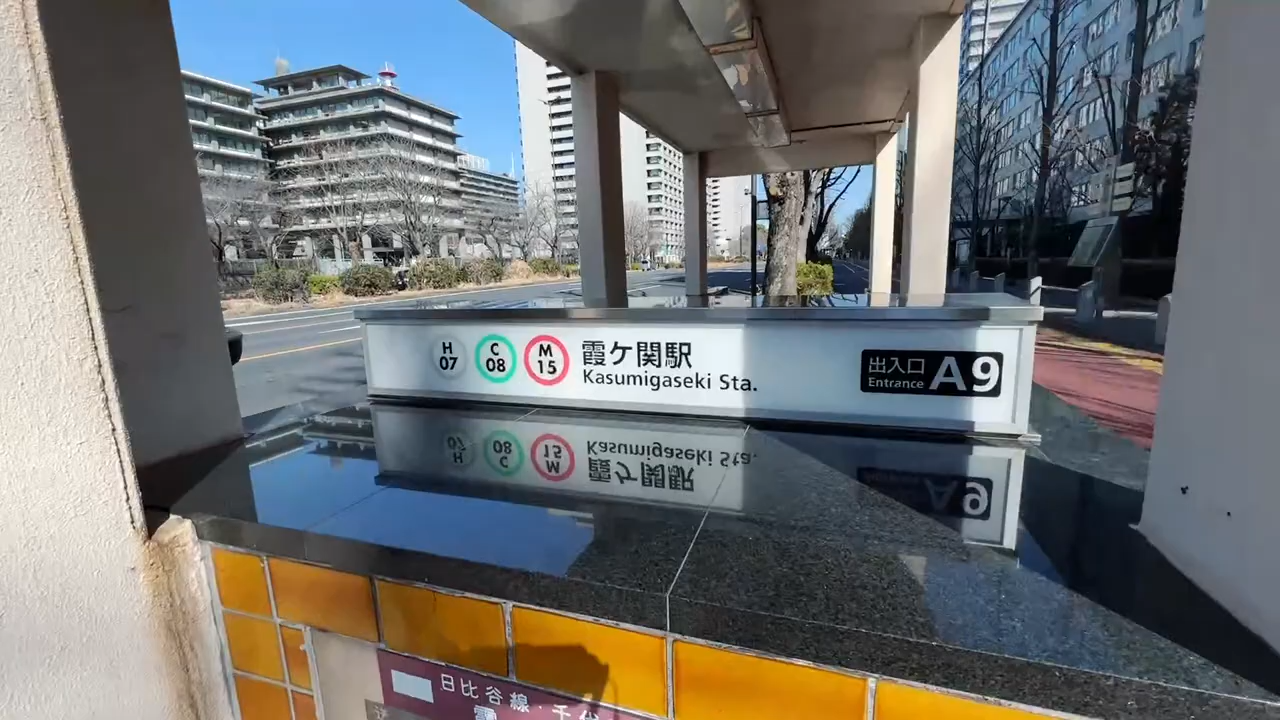 H 07
C 08
M 15
霞ケ関駅
Kasumigaseki Sta.
出入口
Entrance
A9
日比谷線・千代